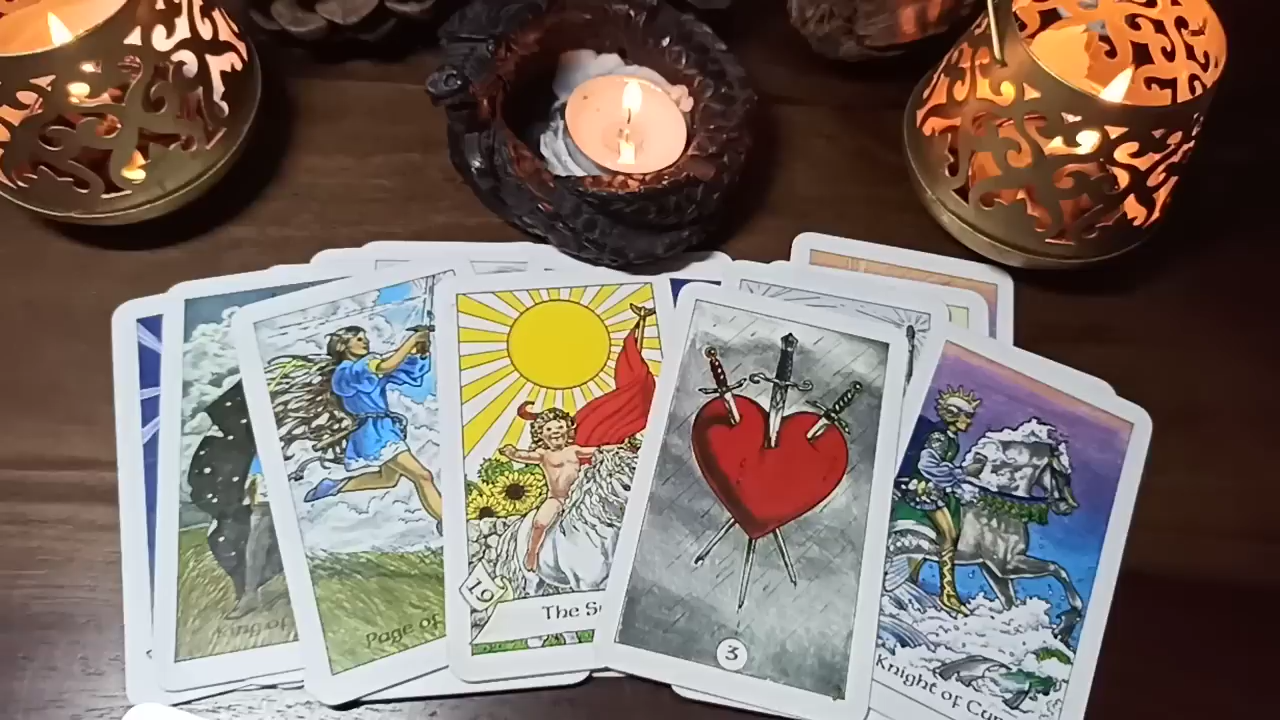 King of
Page of
19
The S
3
Knight of Cu